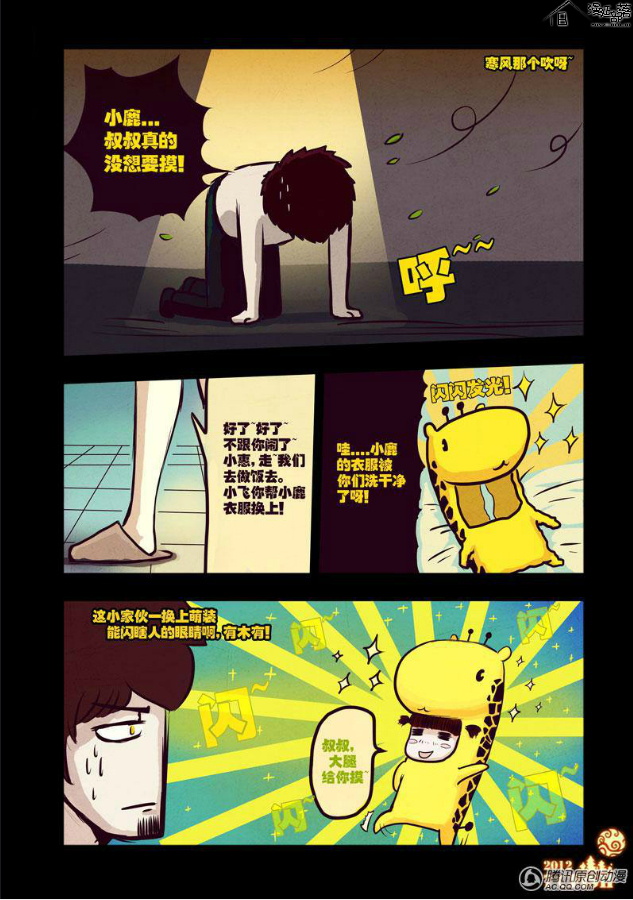 漫画部落
寒风那个吹呀~
小鹿...
叔叔真的
没想要摸！
呼~~
好了~好了~
不跟你闹了~
小惠，走~我们
去做饭去。
小飞你帮小鹿
衣服换上！
闪闪发光！
哇....小鹿
的衣服被
你们洗干净
了呀！
这小家伙一换上萌装
能闪瞎人的眼睛啊，有木有！
闪~
闪~
闪~
闪~
闪
叔叔，
大腿
给你摸~
2012
腾讯原创动漫
AC.QQ.COM